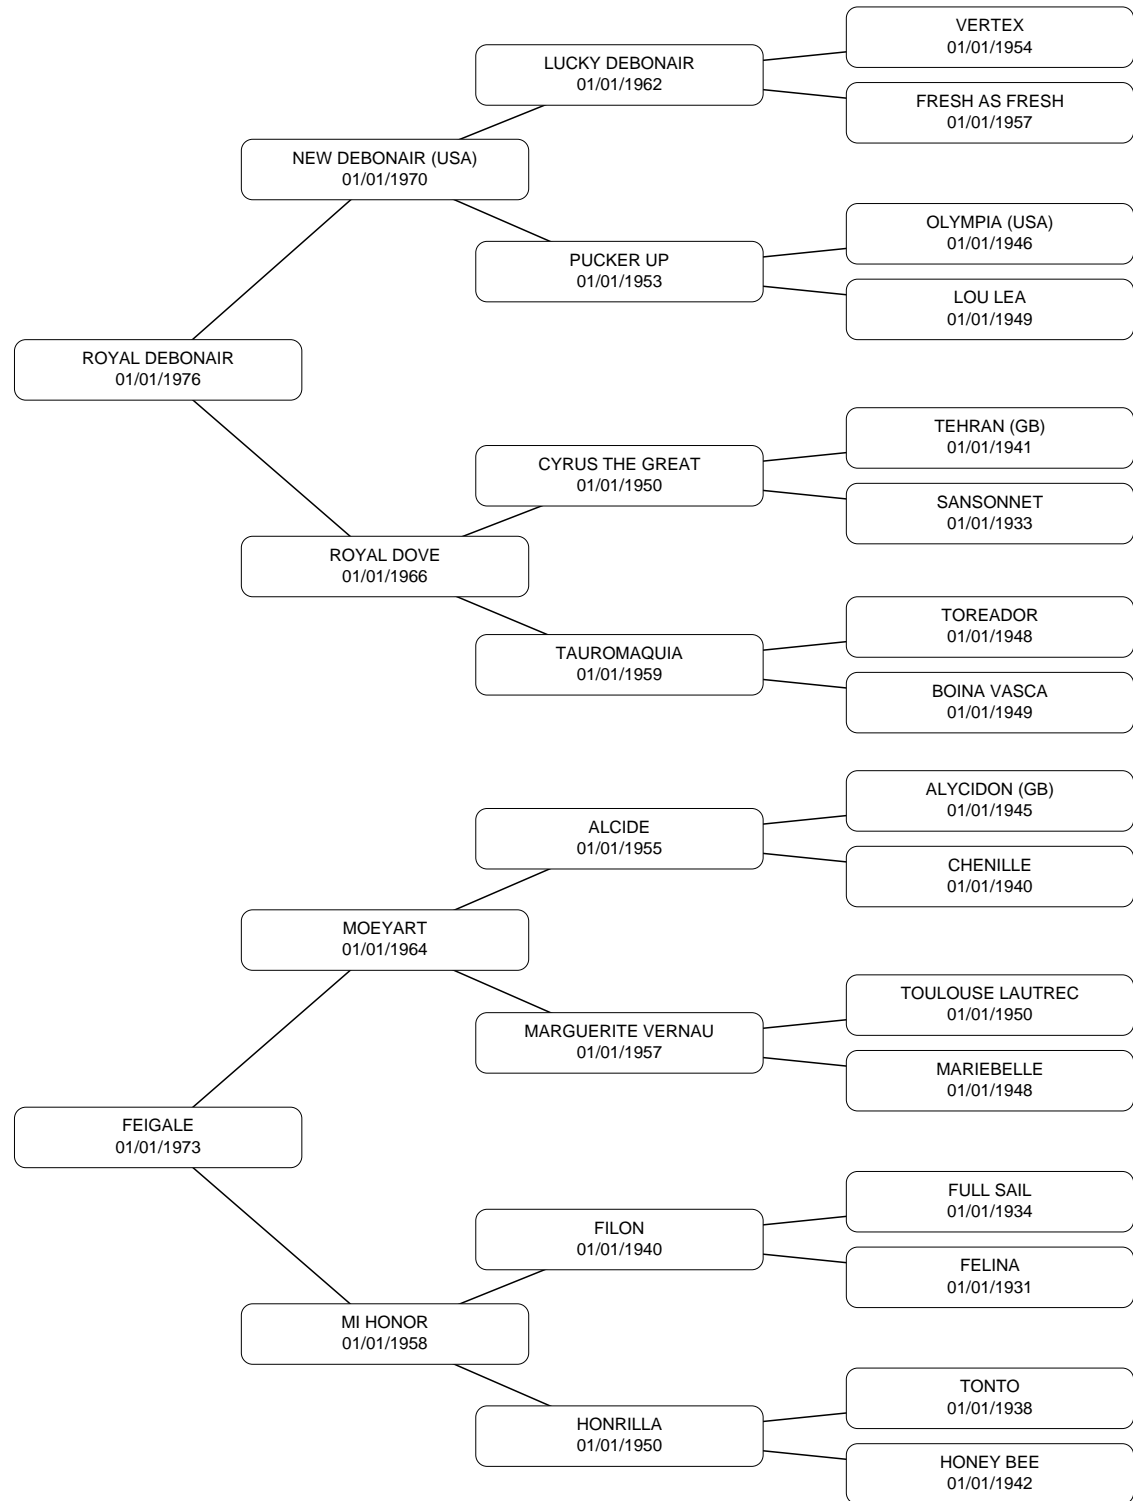 VERTEX
01/01/1954
LUCKY DEBONAIR
01/01/1962
FRESH AS FRESH
01/01/1957
NEW DEBONAIR (USA)
01/01/1970
OLYMPIA (USA)
01/01/1946
PUCKER UP
01/01/1953
LOU LEA
01/01/1949
ROYAL DEBONAIR
01/01/1976
TEHRAN (GB)
01/01/1941
CYRUS THE GREAT
01/01/1950
SANSONNET
01/01/1933
ROYAL DOVE
01/01/1966
TOREADOR
01/01/1948
TAUROMAQUIA
01/01/1959
BOINA VASCA
01/01/1949
ALYCIDON (GB)
01/01/1945
ALCIDE
01/01/1955
CHENILLE
01/01/1940
MOEYART
01/01/1964
TOULOUSE LAUTREC
01/01/1950
MARGUERITE VERNAU
01/01/1957
MARIEBELLE
01/01/1948
FEIGALE
01/01/1973
FULL SAIL
01/01/1934
FILON
01/01/1940
FELINA
01/01/1931
MI HONOR
01/01/1958
TONTO
01/01/1938
HONRILLA
01/01/1950
HONEY BEE
01/01/1942